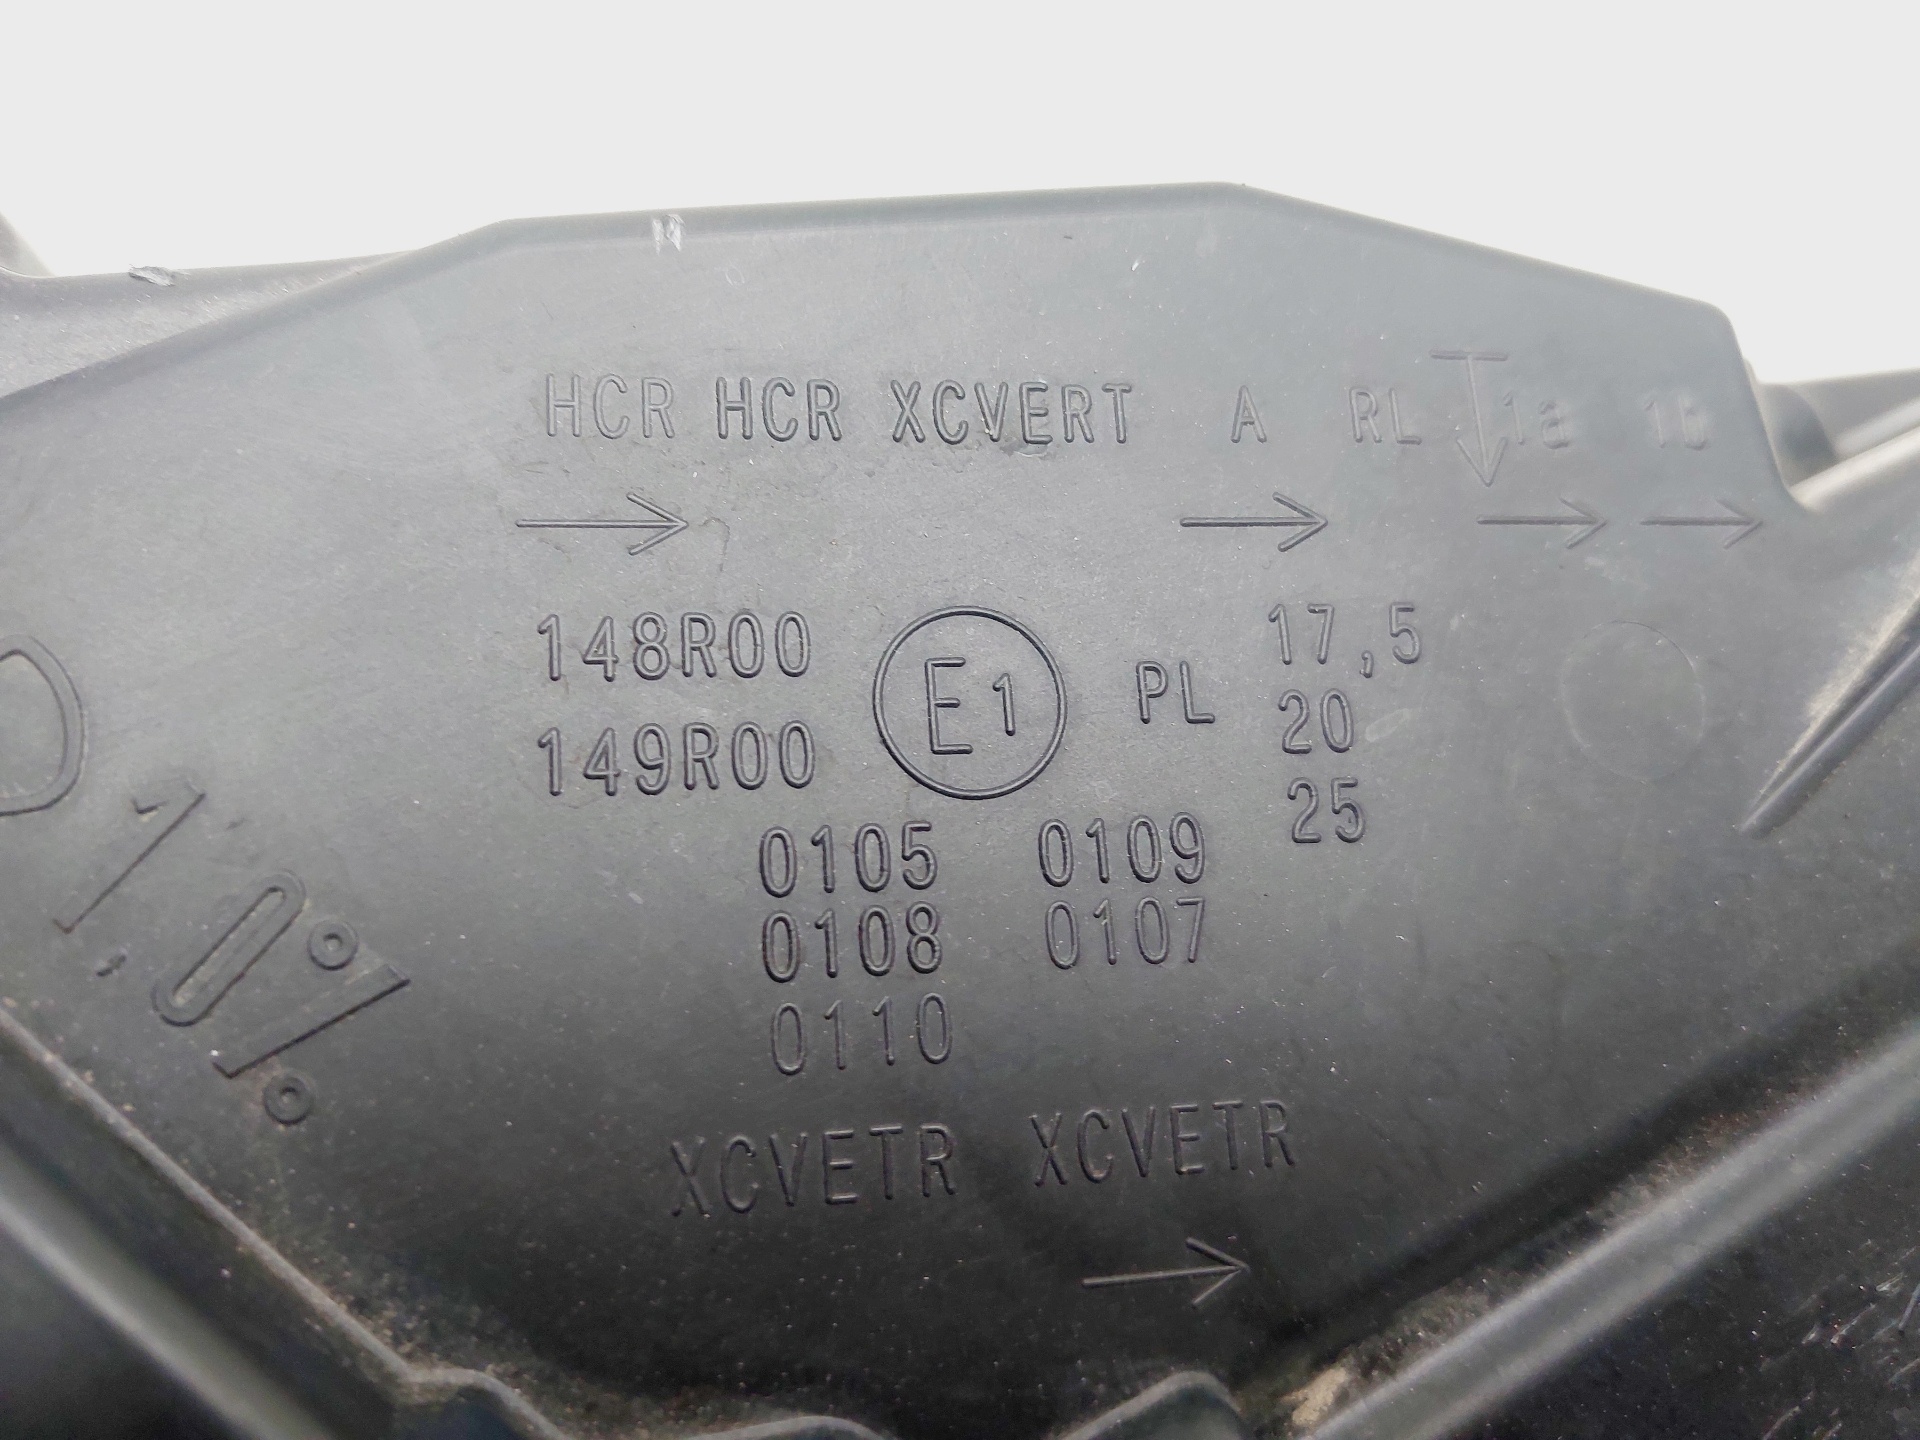 HCR HCR XCVERT A RL 1a 1b
148R00
149R00
E1
PL
17,5
20
25
0105 0109
0108 0107
0110
XCVETR XCVETR
1,0%